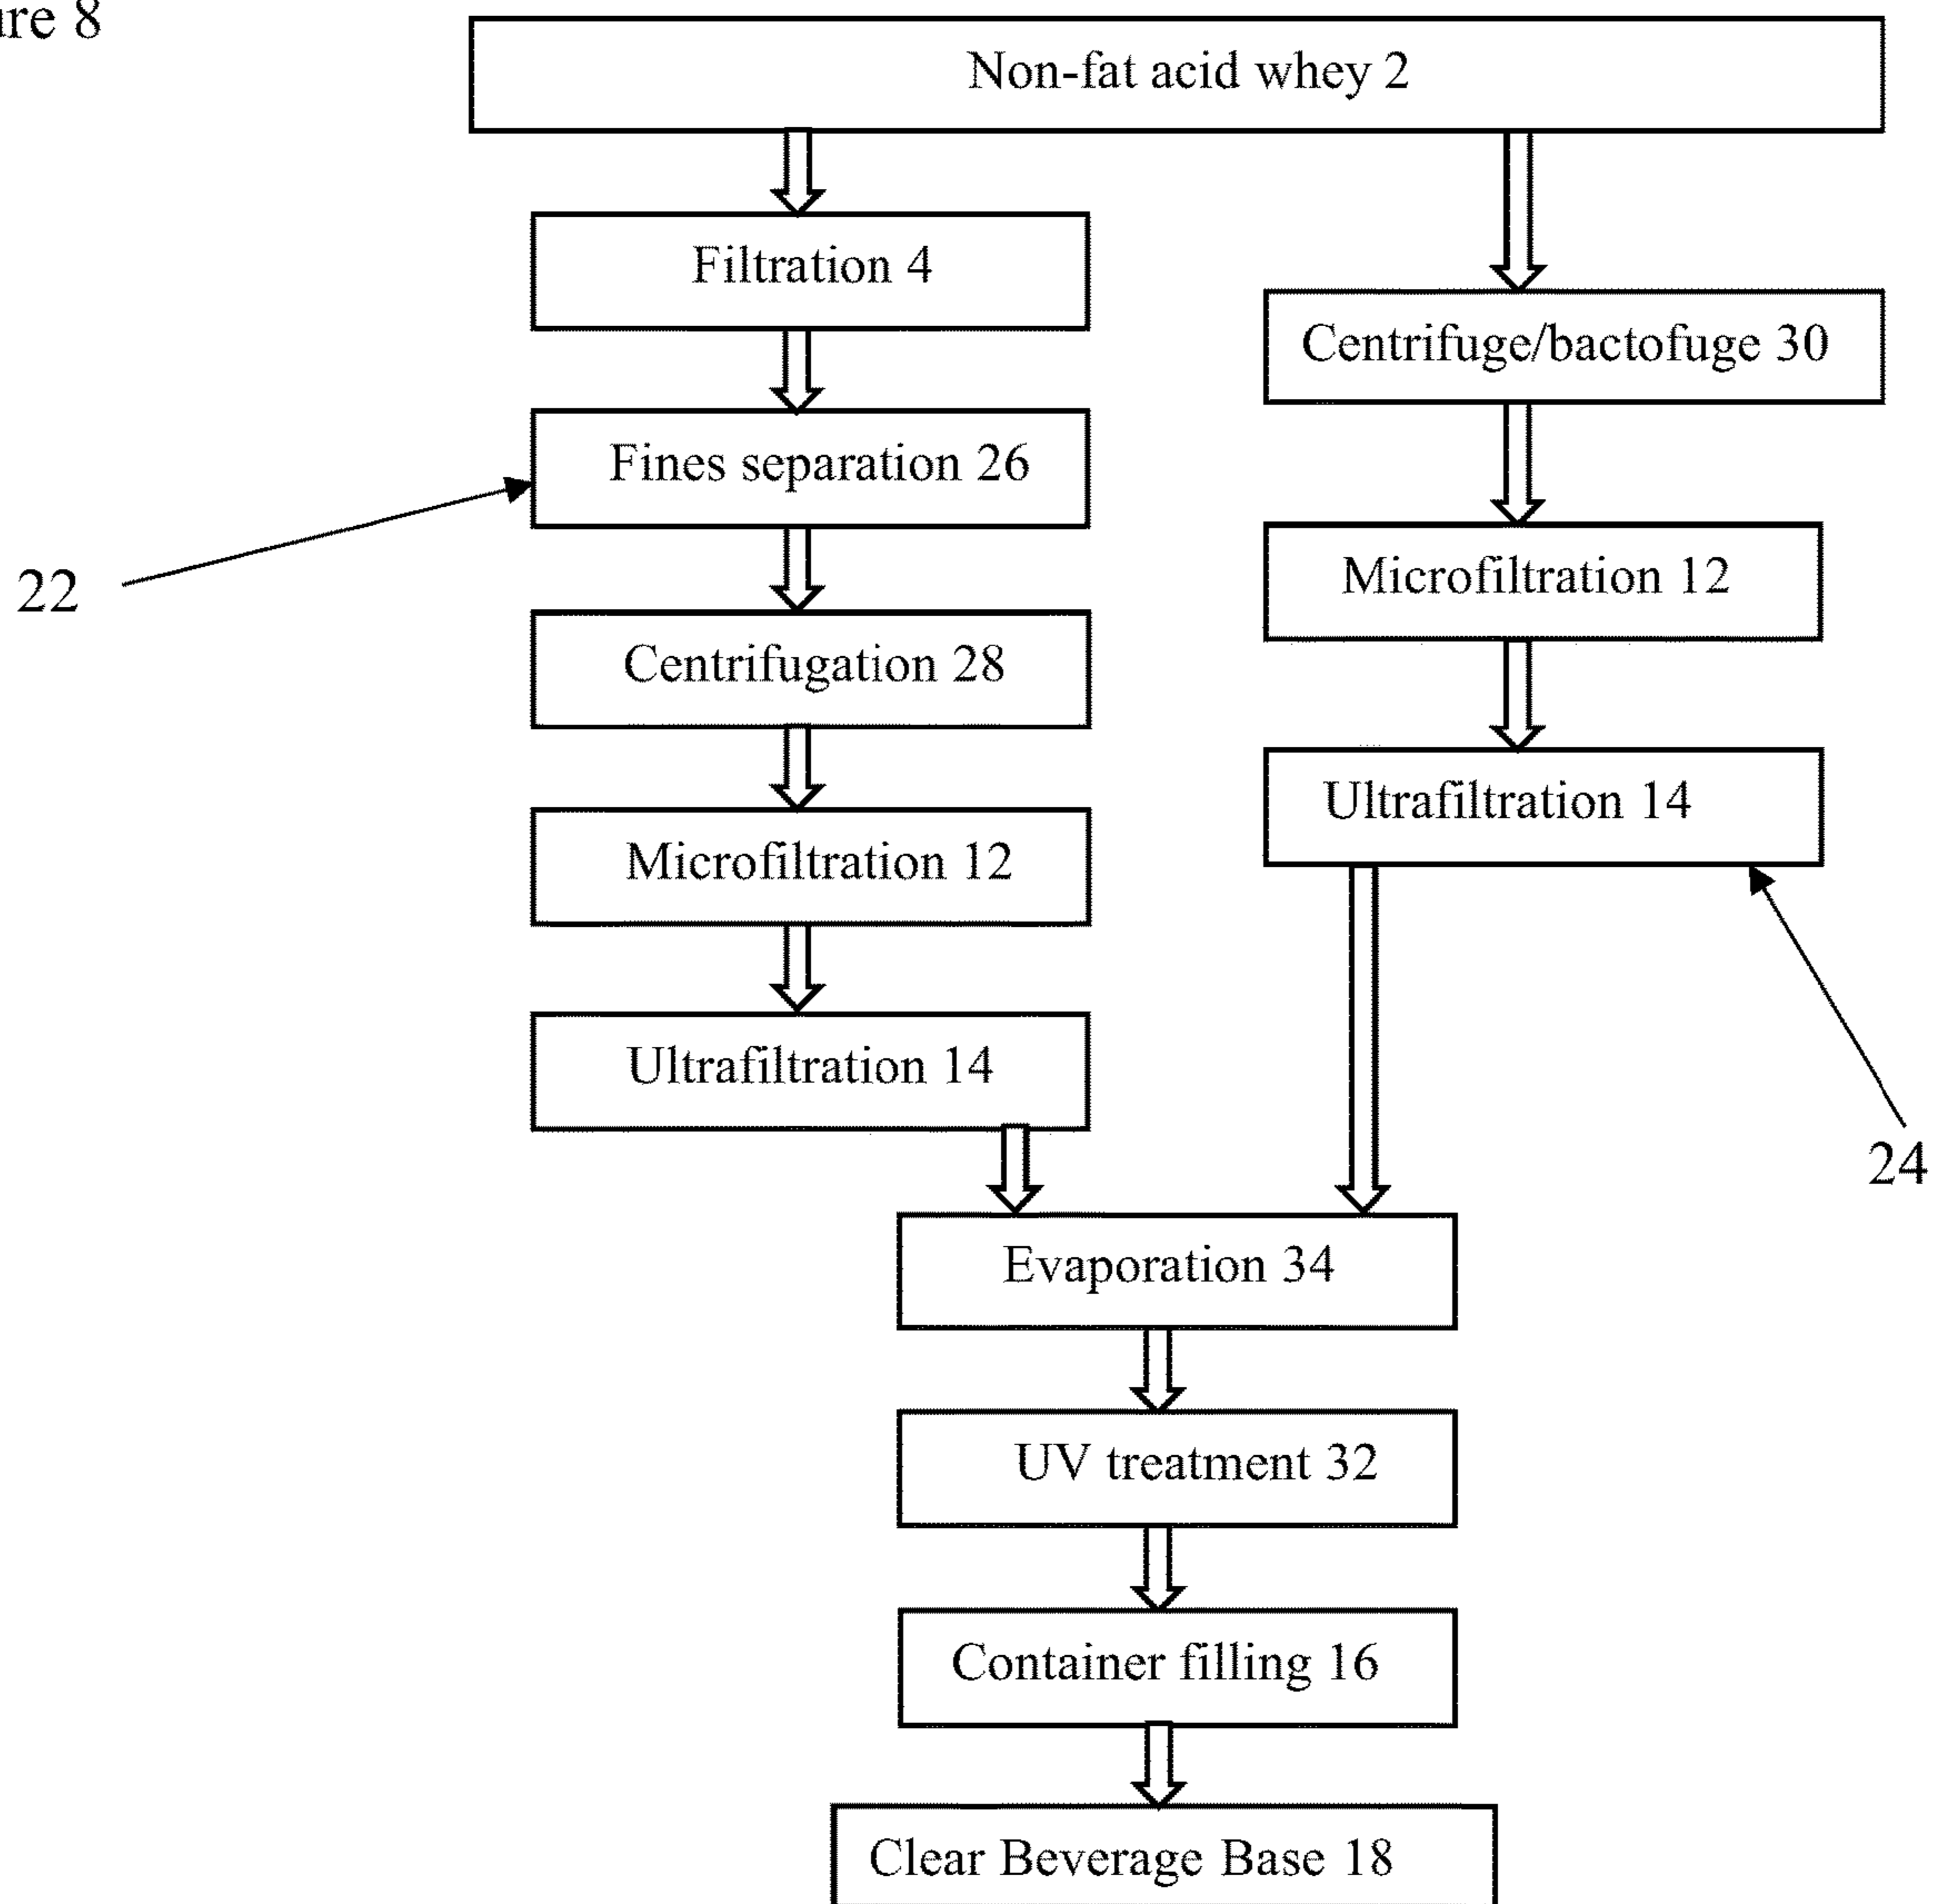 ure 8
Non-fat acid whey 2
Filtration 4
Centrifuge/bactofuge 30
Fines separation 26
22
Microfiltration 12
Centrifugation 28
Ultrafiltration 14
Microfiltration 12
Ultrafiltration 14
24
Evaporation 34
UV treatment 32
Container filling 16
Clear Beverage Base 18